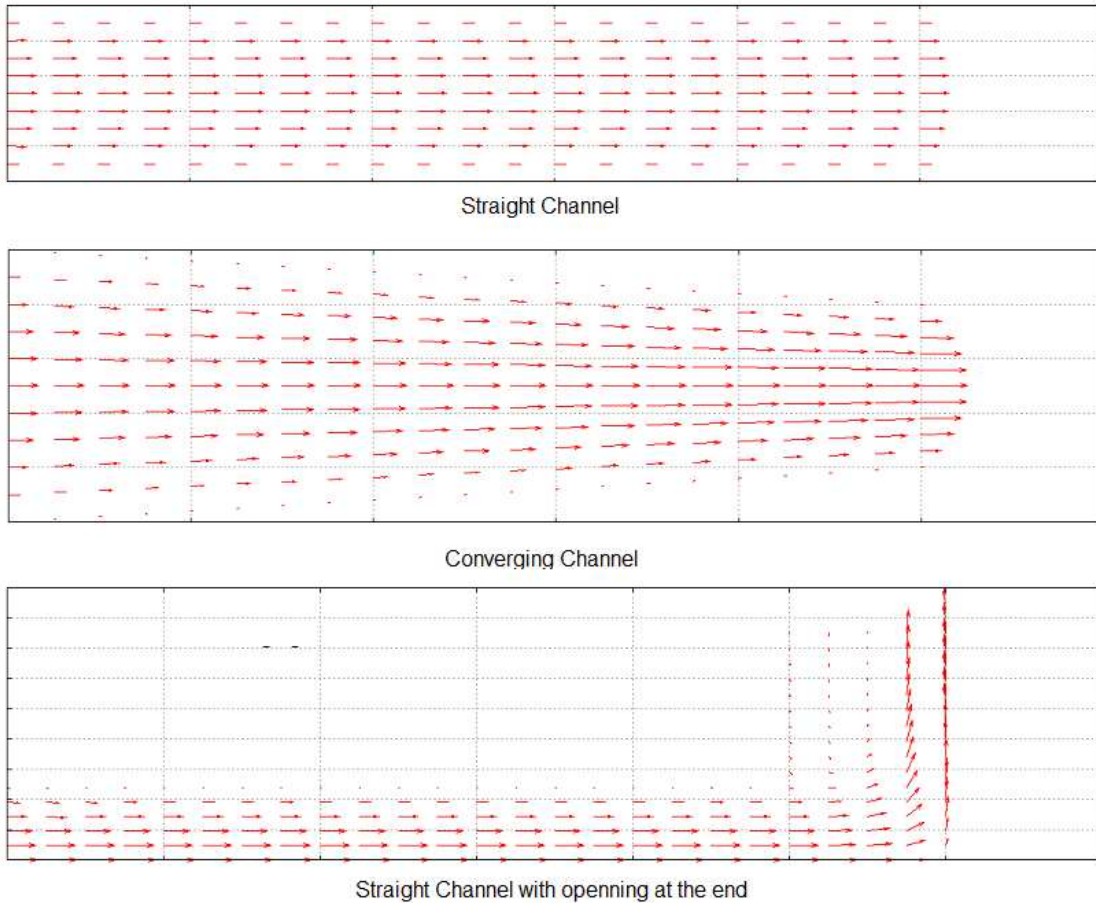 Straight Channel
Converging Channel
Straight Channel with openning at the end